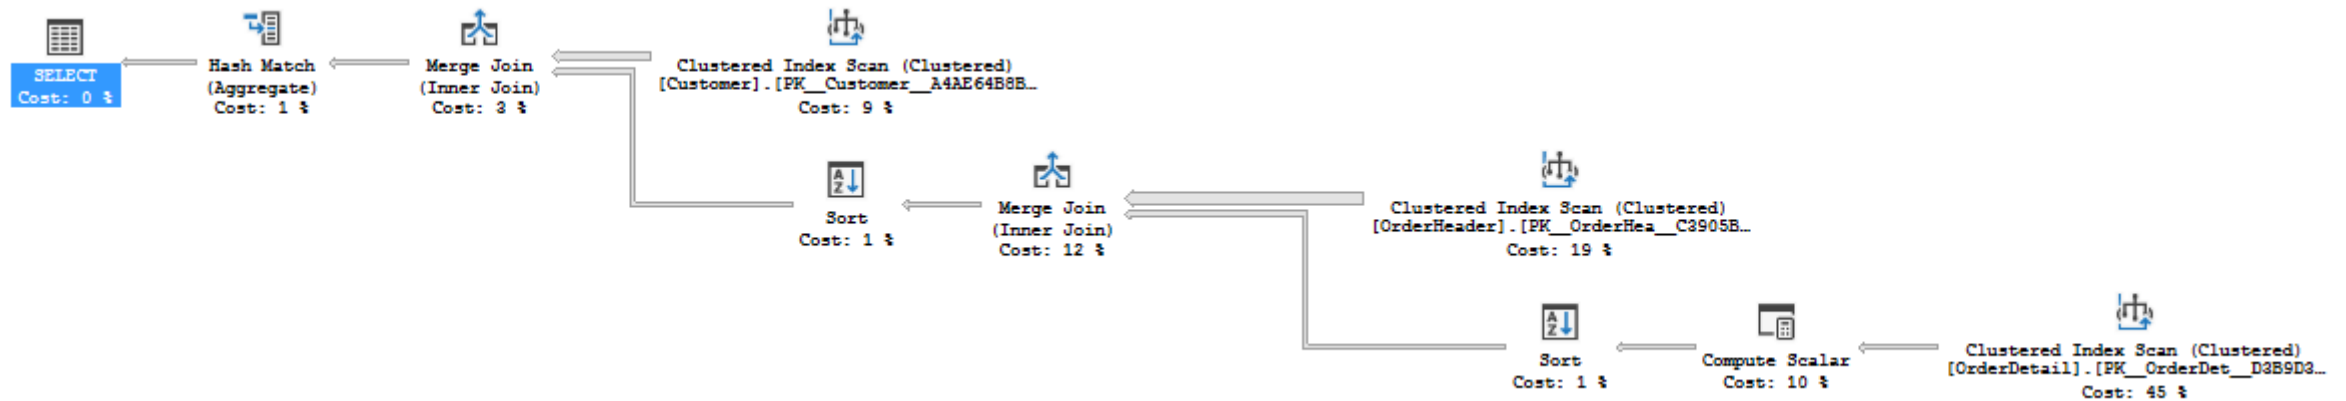 SELECT
Cost: 0 %
Hash Match
(Aggregate)
Cost: 1 %
Merge Join
(Inner Join)
Cost: 3 %
Clustered Index Scan (Clustered)
[Customer].[PK__Customer__A4AE64B8B…
Cost: 9 %
Sort
Cost: 1 %
Merge Join
(Inner Join)
Cost: 12 %
Clustered Index Scan (Clustered)
[OrderHeader].[PK__OrderHea__C3905B…
Cost: 19 %
Sort
Cost: 1 %
Compute Scalar
Cost: 10 %
Clustered Index Scan (Clustered)
[OrderDetail].[PK__OrderDet__D3B9D3…
Cost: 45 %